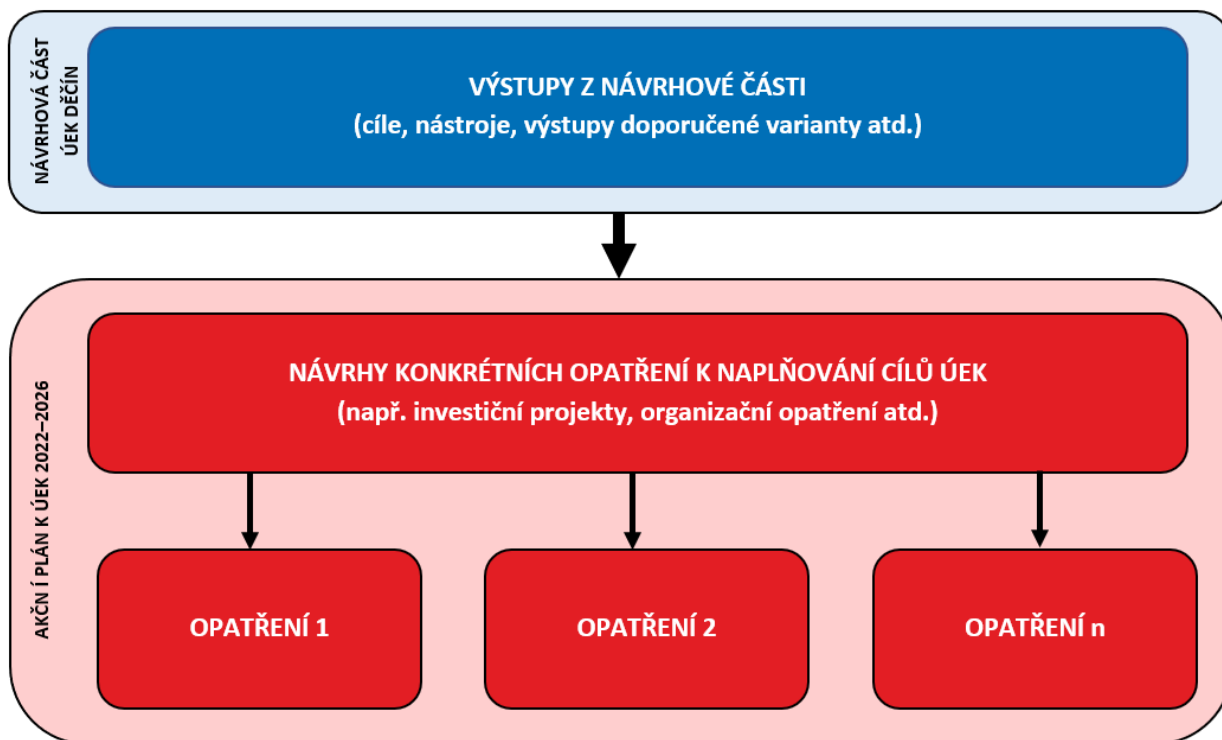 NÁVRHOVÁ ČÁST
ÚEK DĚČÍN
VÝSTUPY Z NÁVRHOVÉ ČÁSTI
(cíle, nástroje, výstupy doporučené varianty atd.)
AKČN Í PLÁN K ÚEK 2022–2026
NÁVRHY KONKRÉTNÍCH OPATŘENÍ K NAPLŇOVÁNÍ CÍLŮ ÚEK
(např. investiční projekty, organizační opatření atd.)
OPATŘENÍ 1
OPATŘENÍ 2
OPATŘENÍ n